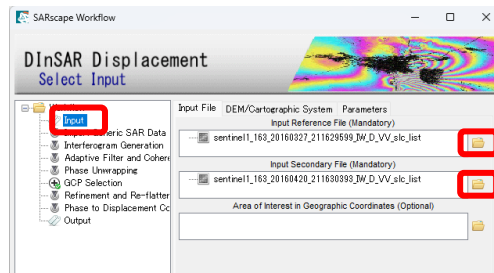 SARscape Workflow
DInSAR Displacement
Select Input
Workflow
Input
Import Generic SAR Data
Interferogram Generation
Adaptive Filter and Cohere
Phase Unwrapping
GCP Selection
Refinement and Re-flatter
Phase to Displacement Cc
Output
Input File DEM/Cartographic System Parameters
Input Reference File (Mandatory)
sentinel1_163_20160327_211629599_IW_D_VV_slc_list
Input Secondary File (Mandatory)
sentinel1_163_20160420_211630393_IW_D_VV_slc_list
Area of Interest in Geographic Coordinates (Optional)